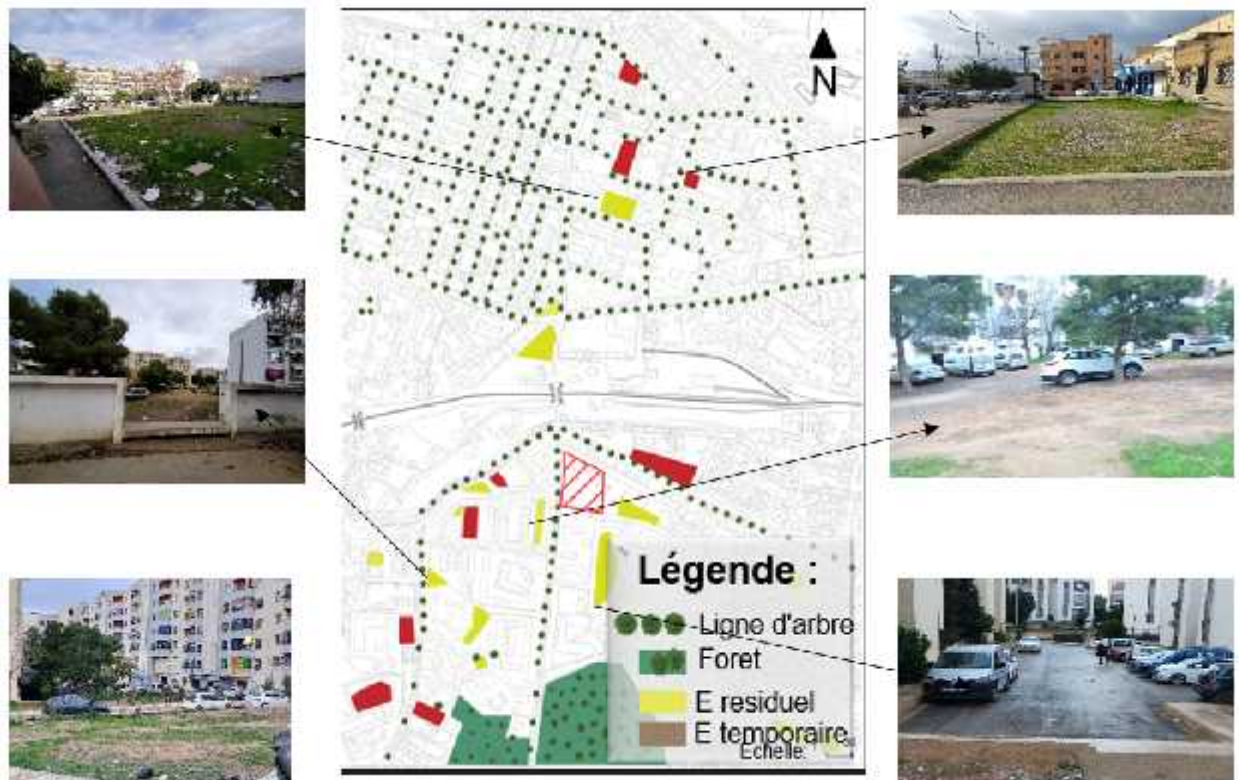 N
Légende :
Ligne d'arbre
Foret
E residuel
E temporaire
Echelle: